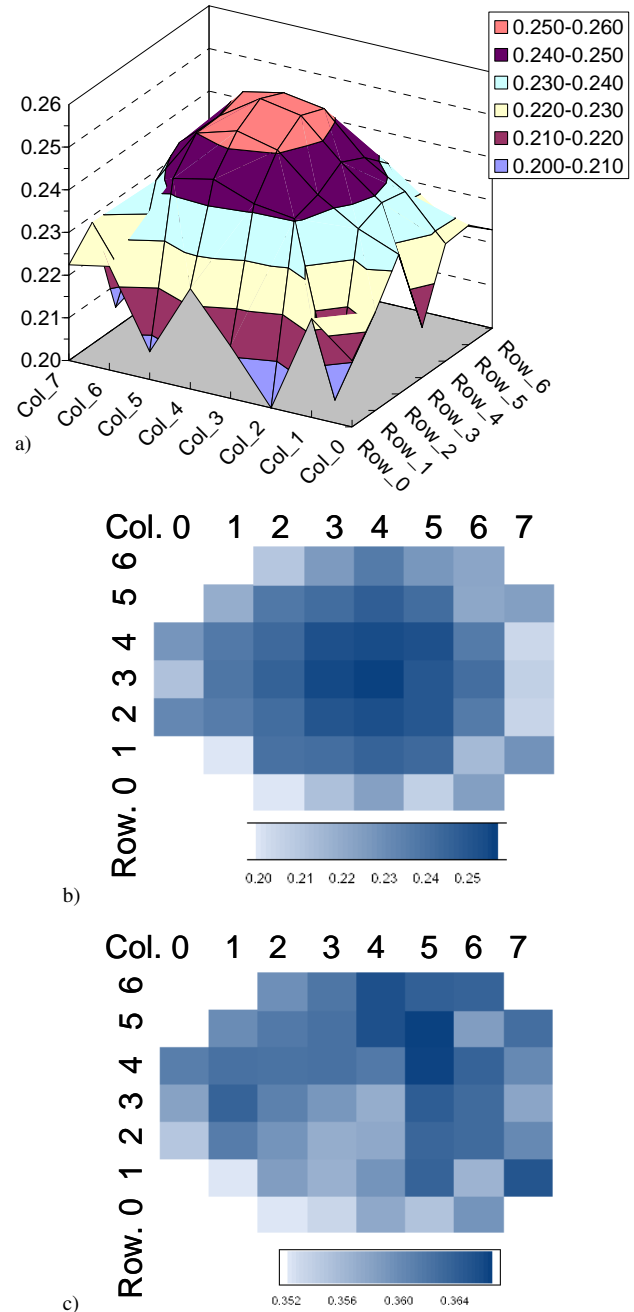 0.250-0.260
0.240-0.250
0.230-0.240
0.220-0.230
0.210-0.220
0.200-0.210
0.26
0.25
0.24
0.23
0.22
0.21
0.20
Col_7
Col_6
Col_5
Col_4
Col_3
Col_2
Col_1
Col_0
Row_0
Row_1
Row_2
Row_3
Row_4
Row_5
Row_6
a)
Col. 0 1 2 3 4 5 6 7
Row. 0 1 2 3 4 5 6
0.20 0.21 0.22 0.23 0.24 0.25
b)
Col. 0 1 2 3 4 5 6 7
Row. 0 1 2 3 4 5 6
0.352 0.356 0.360 0.364
c)